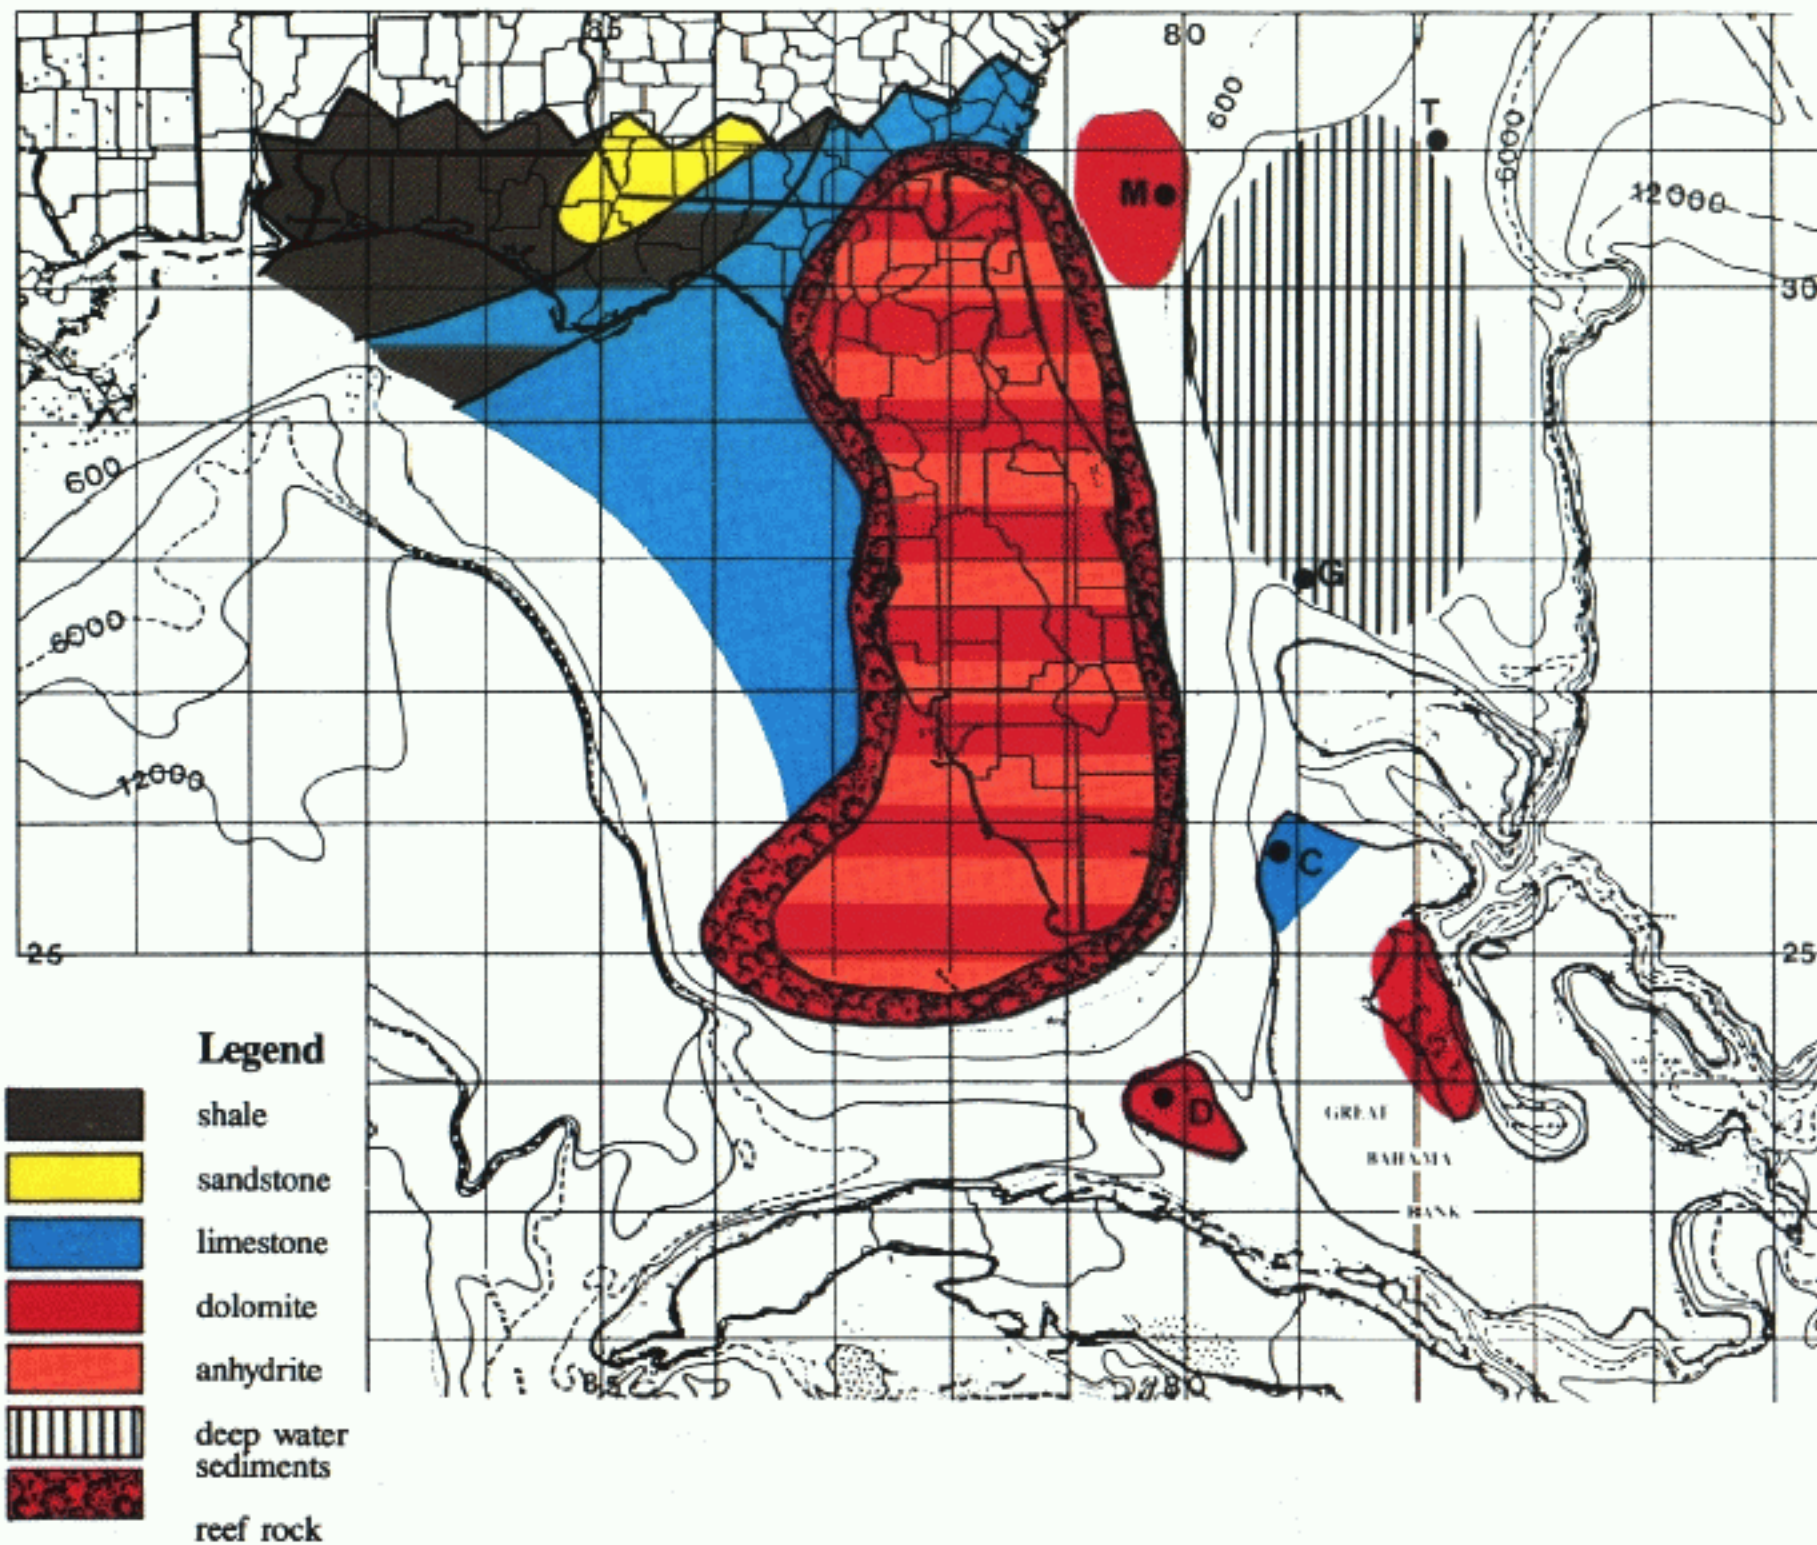 85
80
600
T
6000
12000
M
30
600
G
6000
12000
C
25
25
D
GREAT
BAHAMA
BANK
85
80
Legend
shale
sandstone
limestone
dolomite
anhydrite
deep water
sediments
reef rock